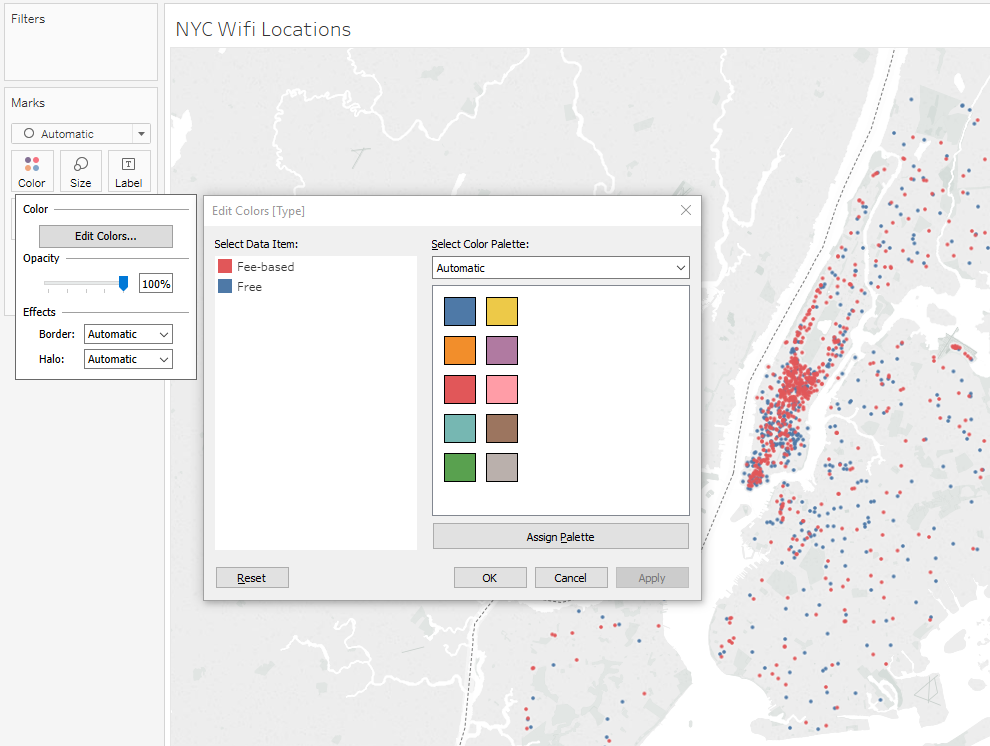 Filters
NYC Wifi Locations
Marks
Automatic
Color
Size
T
Label
Color
Edit Colors...
Opacity
100%
Effects
Border: Automatic
Halo: Automatic
Edit Colors [Type]
Select Data Item:
Fee-based
Free
Select Color Palette:
Automatic
Assign Palette
Reset
OK
Cancel
Apply